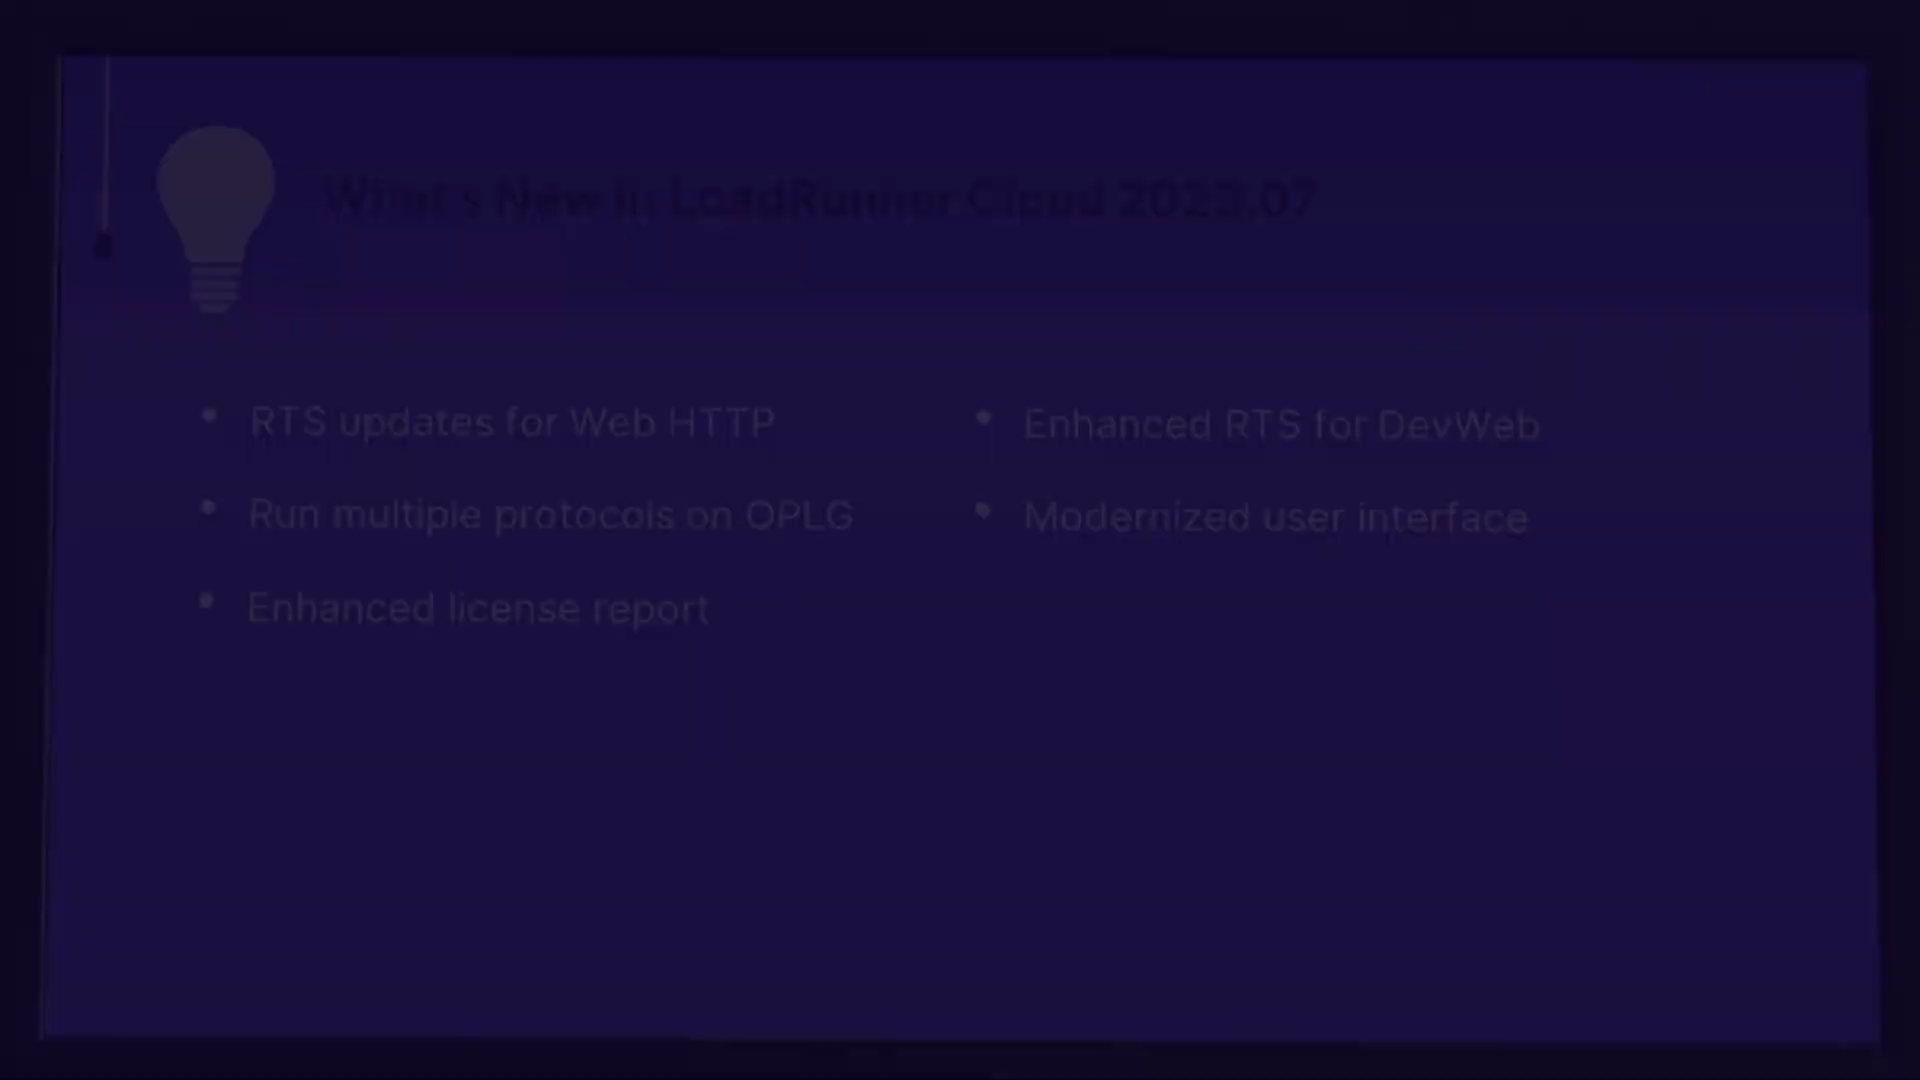 What's New in LoadRunner Cloud 2023.07
RTS updates for Web HTTP
Run multiple protocols on OPLG
Enhanced license report
Enhanced RTS for DevWeb
Modernized user interface